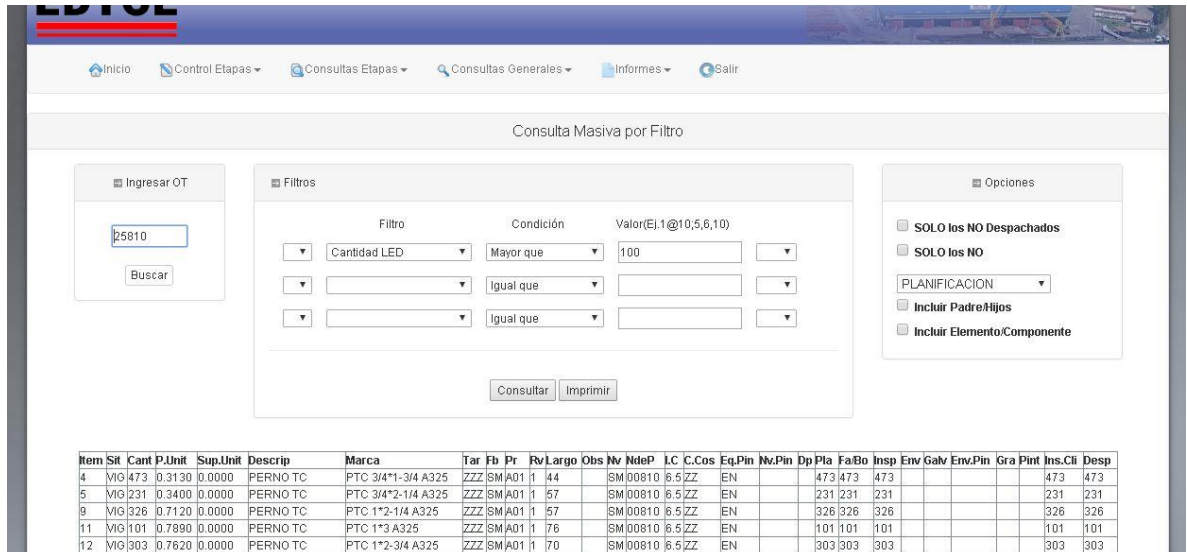 EDYCE
Inicio Control Etapas Consultas Etapas Consultas Generales Informes Salir
Consulta Masiva por Filtro
Ingresar OT
25810
Buscar
Filtros
Filtro Condición Valor(Ej.1@10;5,6,10)
Cantidad LED Mayor que 100
Igual que
Igual que
Consultar Imprimir
Opciones
SOLO los NO Despachados
SOLO los NO
PLANIFICACION
Incluir Padre/Hijos
Incluir Elemento/Componente
Item Sit Cant P.Unit Sup.Unit Descrip Marca Tar Fb Pr Rv Largo Obs Nv NdeP I.C C.Cos Eq.Pin Nv.Pin Dp Pla Fa/Bo Insp Env Galv Env.Pin Gra Pint Ins.Cli Desp
4 VIG 473 0.3130 0.0000 PERNO TC PTC 3/4*1-3/4 A325 ZZZ SM A01 1 44 SM 00810 6.5 ZZ EN 473 473 473 473 473
5 VIG 231 0.3400 0.0000 PERNO TC PTC 3/4*2-1/4 A325 ZZZ SM A01 1 57 SM 00810 6.5 ZZ EN 231 231 231 231 231
9 VIG 326 0.7120 0.0000 PERNO TC PTC 1*2-1/4 A325 ZZZ SM A01 1 57 SM 00810 6.5 ZZ EN 326 326 326 326 326
11 VIG 101 0.7890 0.0000 PERNO TC PTC 1*3 A325 ZZZ SM A01 1 76 SM 00810 6.5 ZZ EN 101 101 101 101 101
12 VIG 303 0.7620 0.0000 PERNO TC PTC 1*2-3/4 A325 ZZZ SM A01 1 70 SM 00810 6.5 ZZ EN 303 303 303 303 303